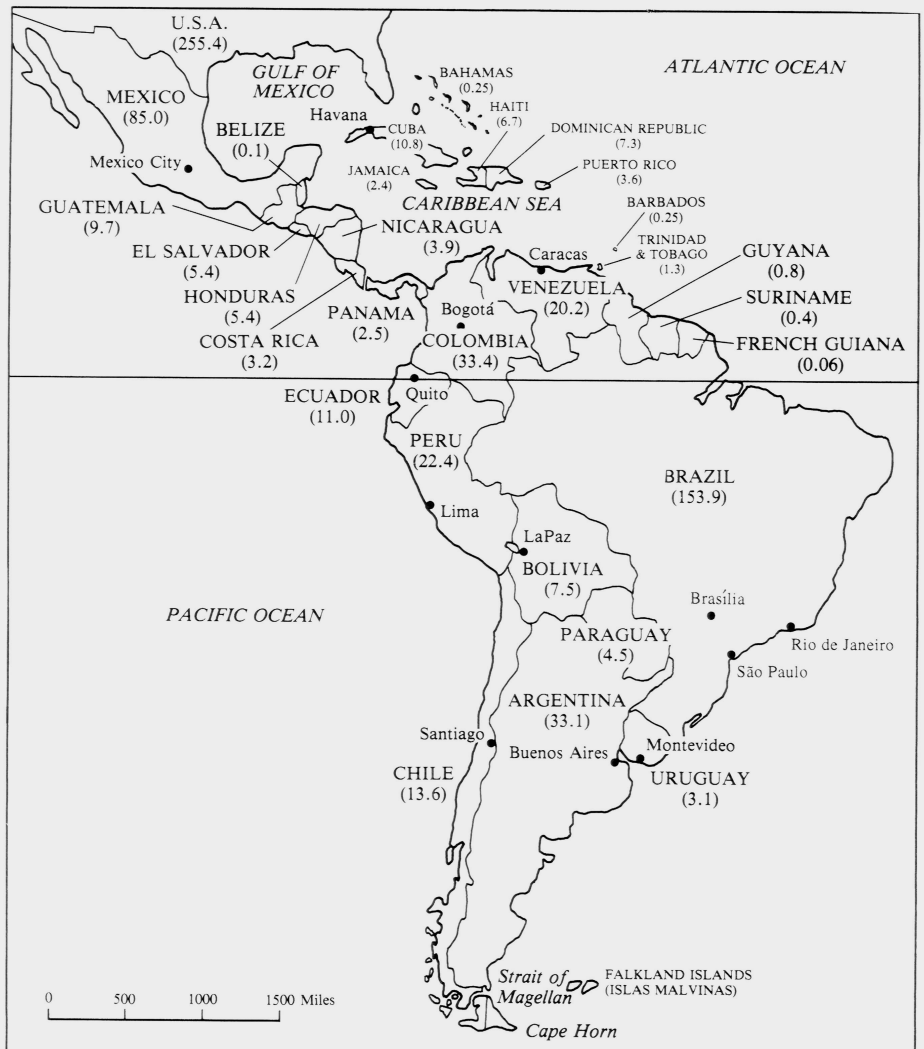 U.S.A.
(255.4)
GULF OF
MEXICO
ATLANTIC OCEAN
BAHAMAS
(0.25)
MEXICO
(85.0)
HAITI
(6.7)
Havana
BELIZE
(0.1)
CUBA
(10.8)
DOMINICAN REPUBLIC
(7.3)
Mexico City
JAMAICA
(2.4)
PUERTO RICO
(3.6)
CARIBBEAN SEA
GUATEMALA
(9.7)
NICARAGUA
(3.9)
BARBADOS
(0.25)
EL SALVADOR
(5.4)
TRINIDAD
& TOBAGO
(1.3)
Caracas
GUYANA
(0.8)
HONDURAS
(5.4)
VENEZUELA
(20.2)
SURINAME
(0.4)
PANAMA
(2.5)
Bogotá
COSTA RICA
(3.2)
COLOMBIA
(33.4)
FRENCH GUIANA
(0.06)
ECUADOR
(11.0)
Quito
PERU
(22.4)
BRAZIL
(153.9)
Lima
LaPaz
BOLIVIA
(7.5)
Brasília
PACIFIC OCEAN
PARAGUAY
(4.5)
Rio de Janeiro
São Paulo
ARGENTINA
(33.1)
Santiago
Buenos Aires
Montevideo
CHILE
(13.6)
URUGUAY
(3.1)
Strait of
Magellan
FALKLAND ISLANDS
(ISLAS MALVINAS)
0 500 1000 1500 Miles
Cape Horn